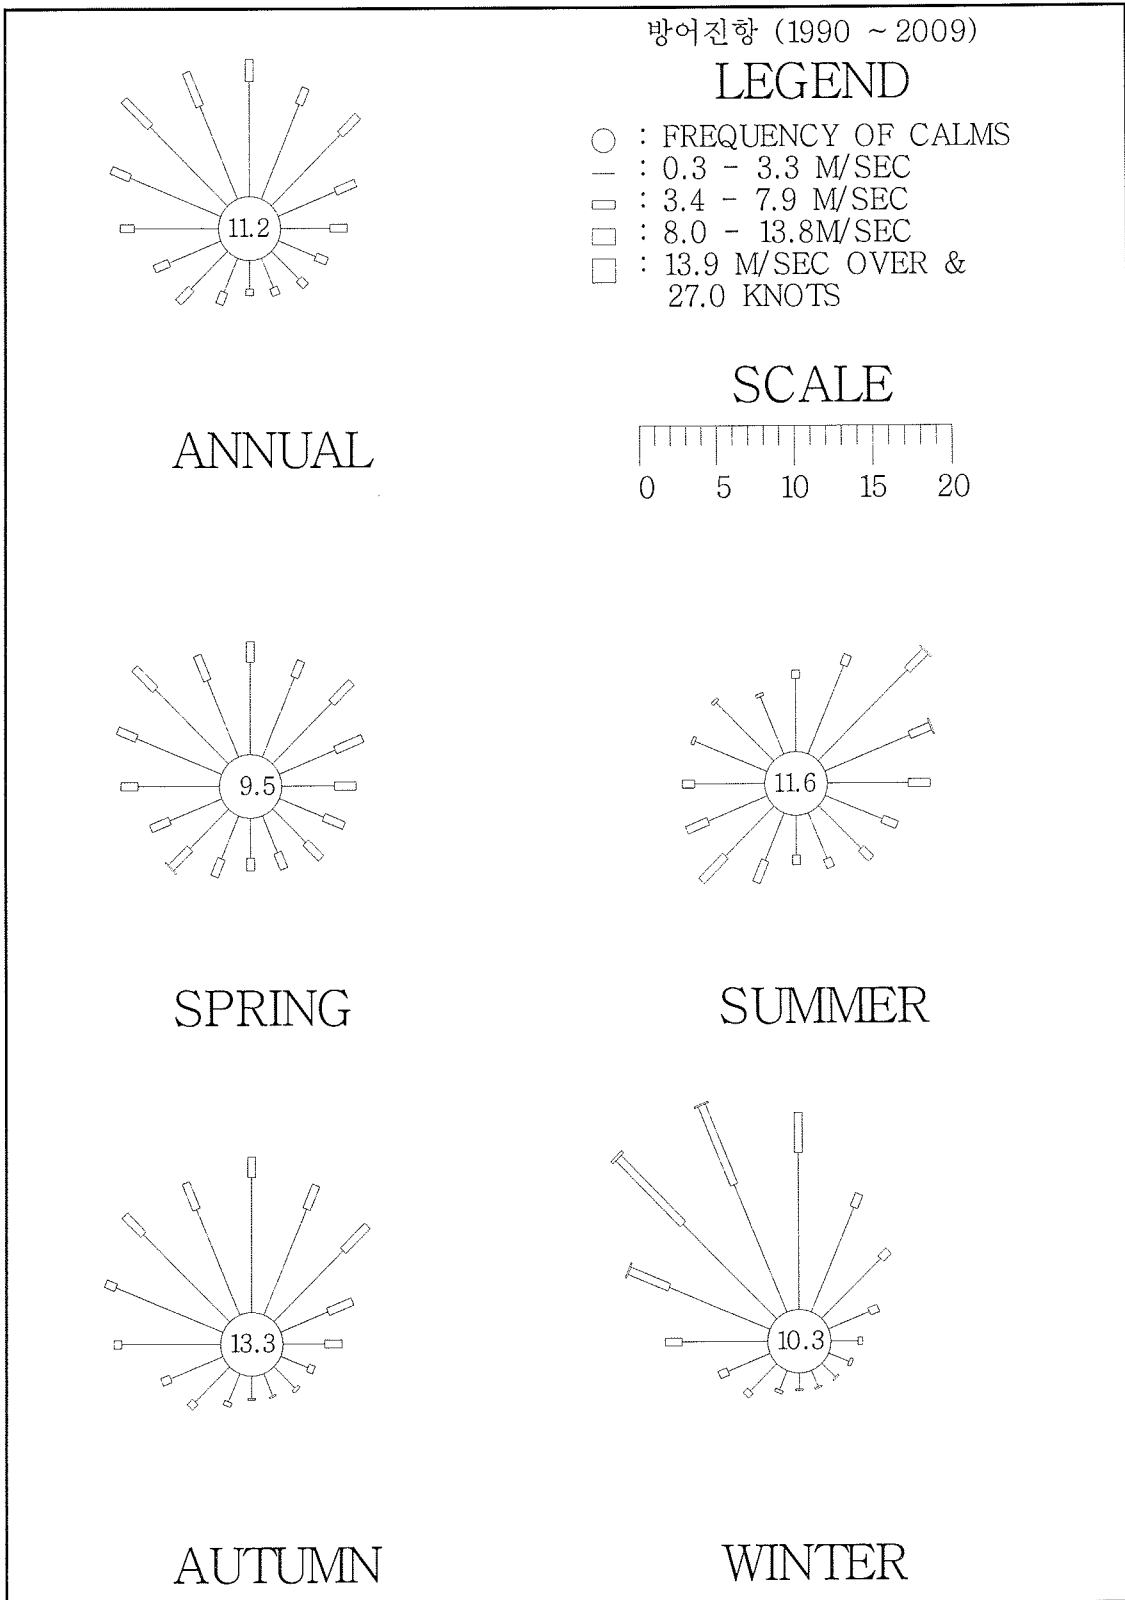 방어진항 (1990 ~ 2009)
LEGEND
: FREQUENCY OF CALMS
: 0.3 - 3.3 M/SEC
: 3.4 - 7.9 M/SEC
: 8.0 - 13.8M/SEC
: 13.9 M/SEC OVER &
27.0 KNOTS
11.2
ANNUAL
SCALE
0 5 10 15 20
9.5
SPRING
11.6
SUMMER
13.3
AUTUMN
10.3
WINTER